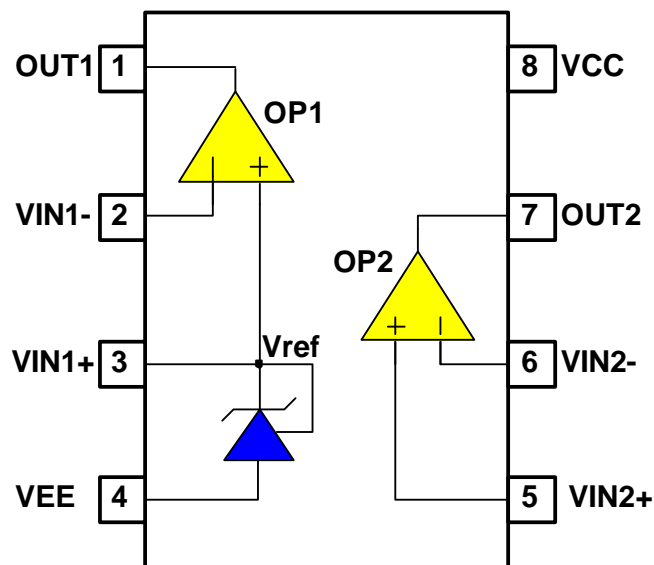 OUT1 1
8 VCC
OP1
VIN1- 2
7 OUT2
OP2
VIN1+ 3
Vref
6 VIN2-
VEE 4
5 VIN2+